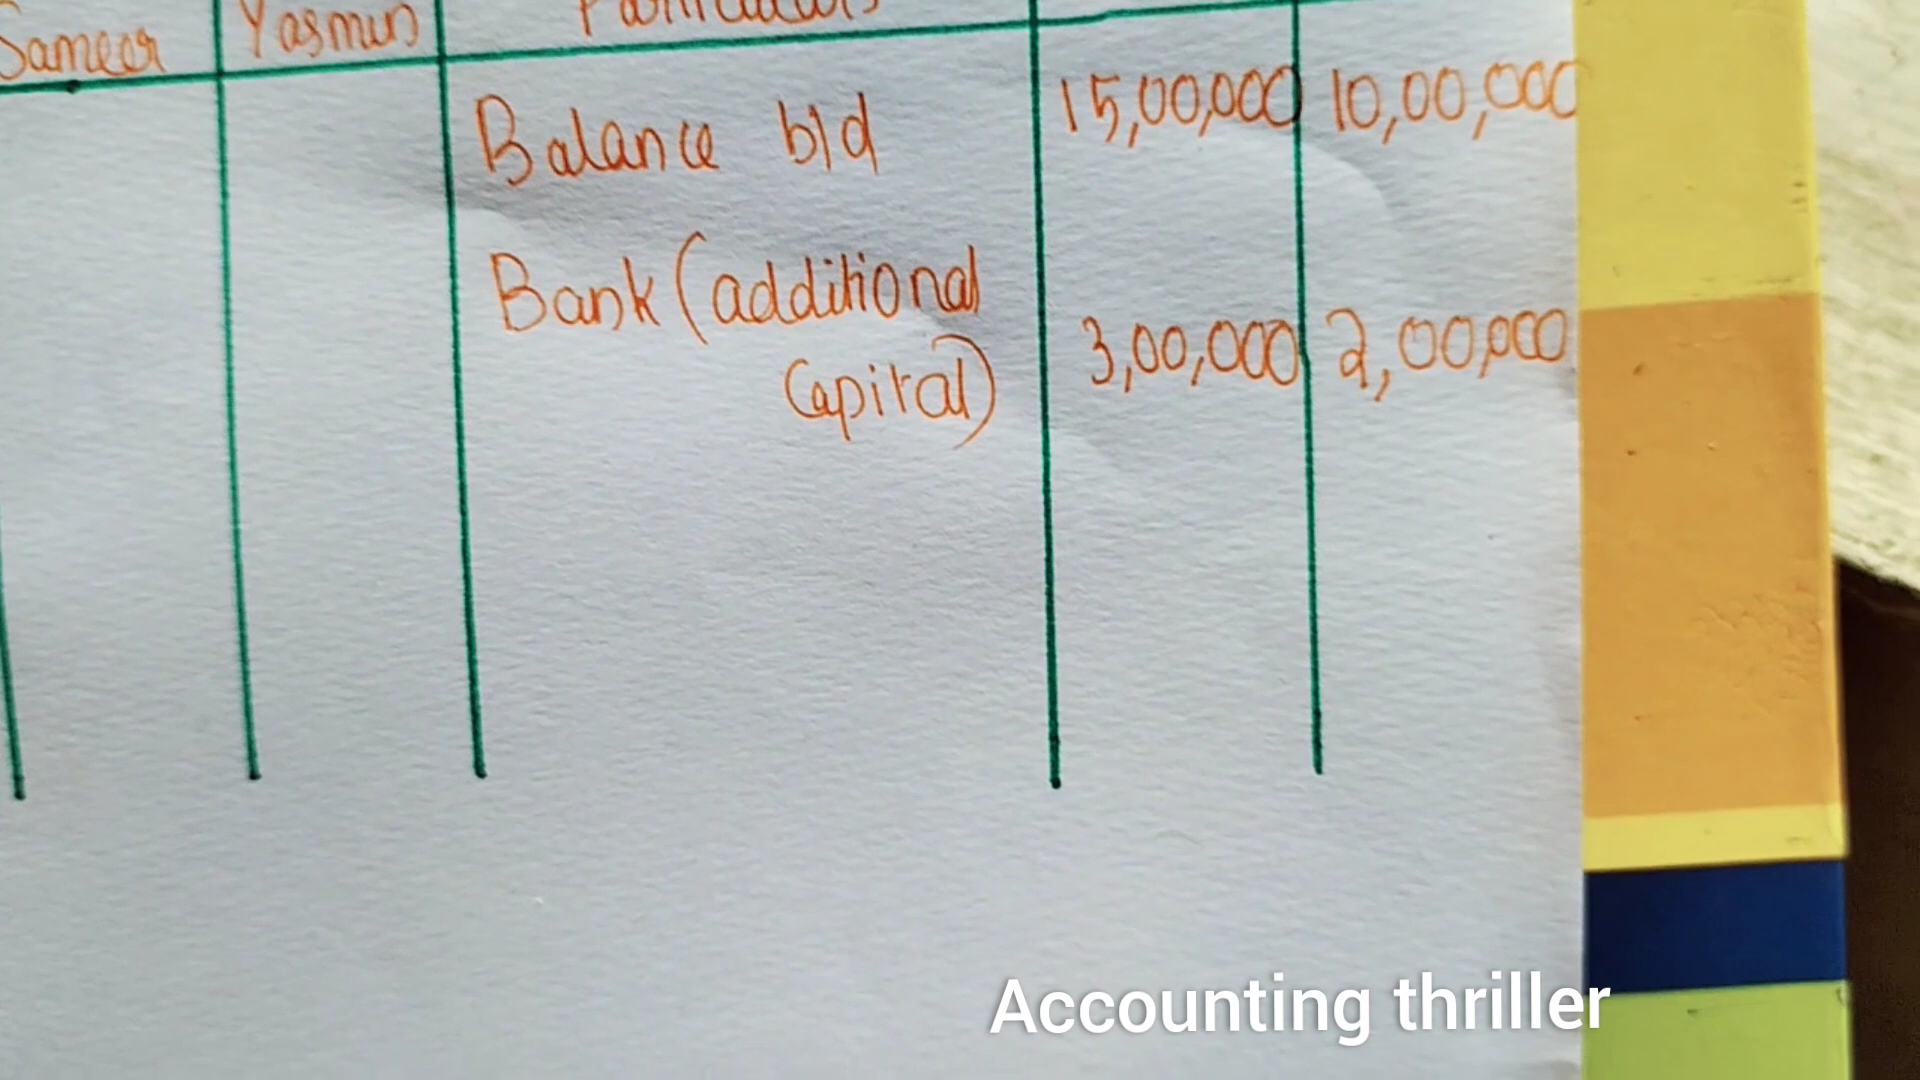 Sameer Yasmin Particulars
Balance b/d 15,00,000 10,00,000
Bank (additional
Capital) 3,00,000 2,00,000
Accounting thriller